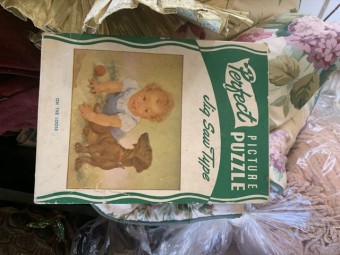 Perfect
PICTURE
PUZZLE
Jig Saw Type